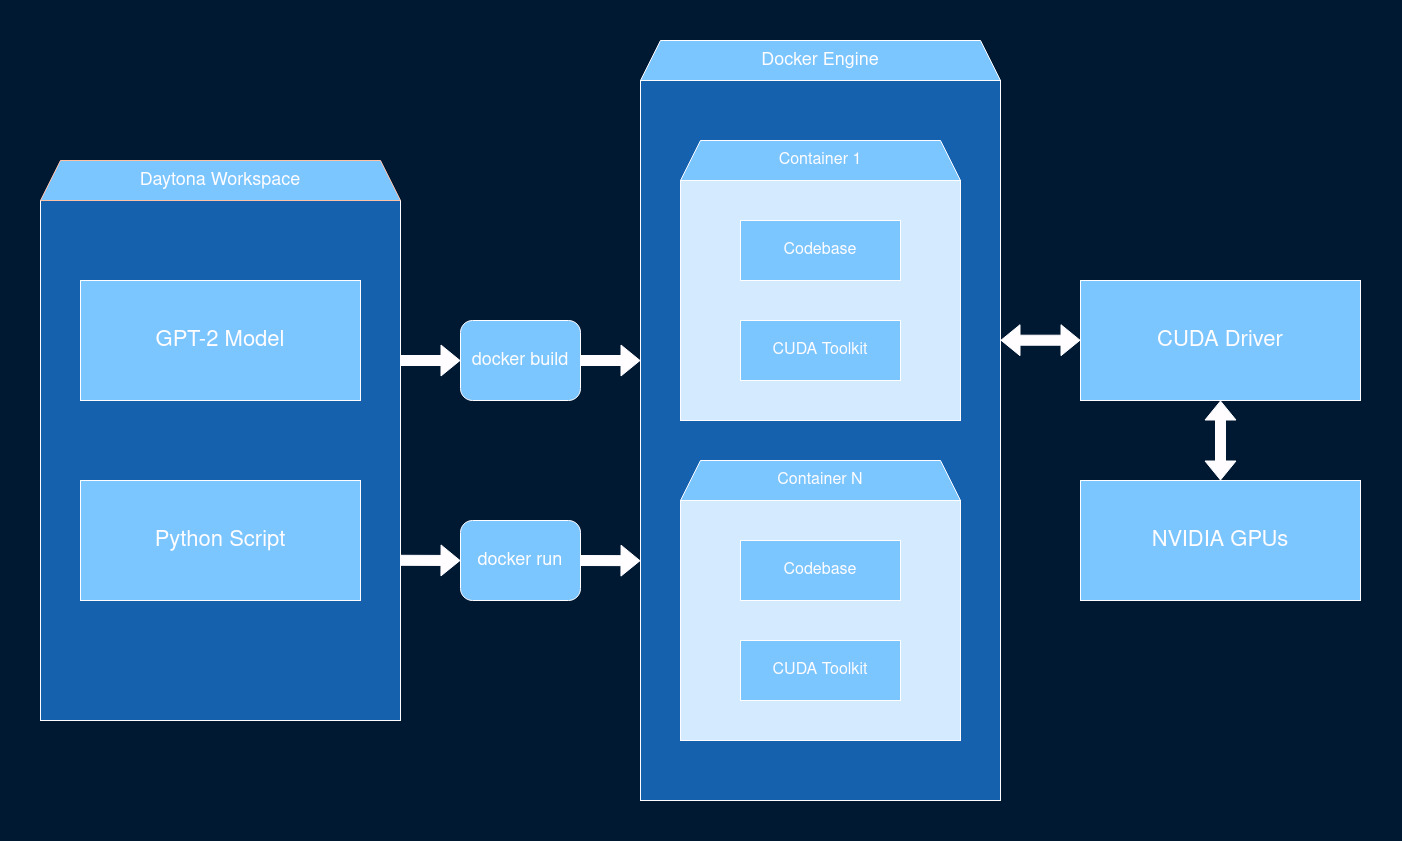 Daytona Workspace
GPT-2 Model
Python Script
docker build
docker run
Docker Engine
Container 1
Codebase
CUDA Toolkit
Container N
Codebase
CUDA Toolkit
CUDA Driver
NVIDIA GPUs